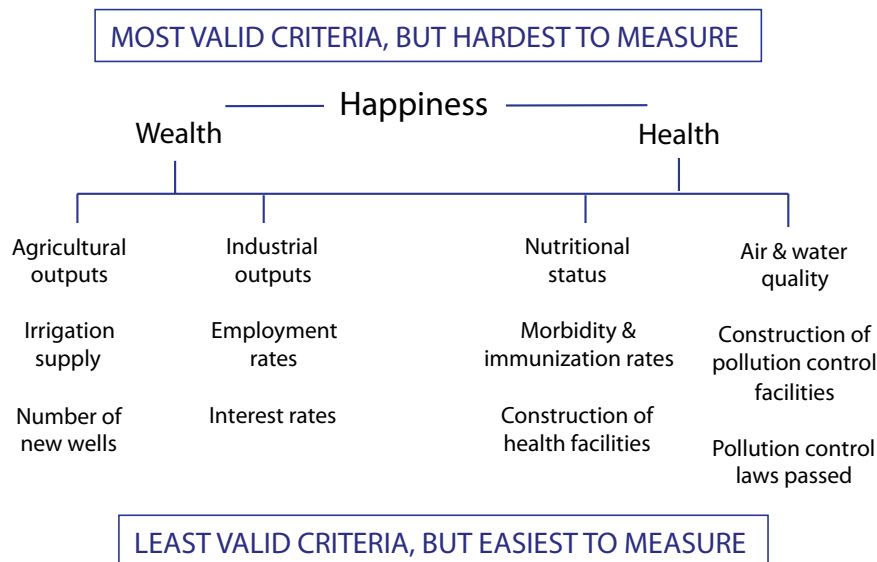 MOST VALID CRITERIA, BUT HARDEST TO MEASURE
Happiness
Wealth
Health
Agricultural
outputs
Irrigation
supply
Number of
new wells
Industrial
outputs
Employment
rates
Interest rates
Nutritional
status
Morbidity &
immunization rates
Construction of
health facilities
Air & water
quality
Construction of
pollution control
facilities
Pollution control
laws passed
LEAST VALID CRITERIA, BUT EASIEST TO MEASURE